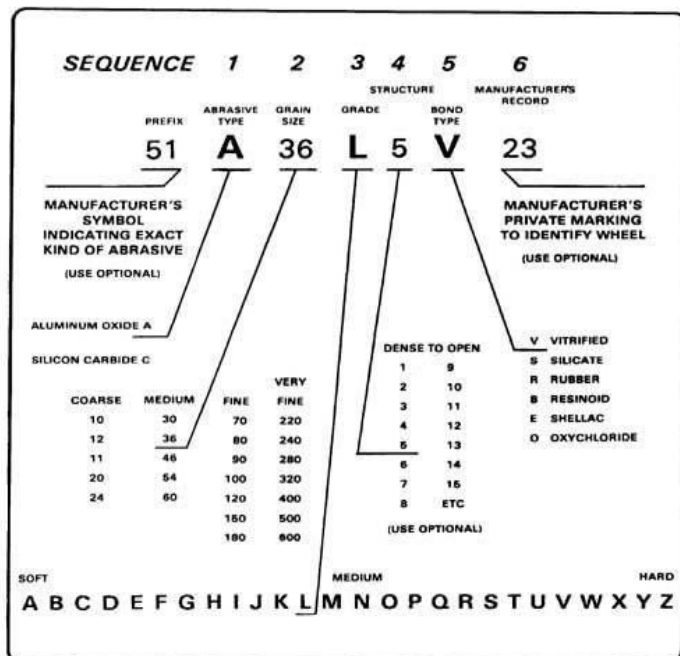 SEQUENCE 1 2 3 4 5 6
STRUCTURE MANUFACTURER'S RECORD
PREFIX ABRASIVE TYPE GRAIN SIZE GRADE BOND TYPE
51 A 36 L 5 V 23
MANUFACTURER'S
SYMBOL
INDICATING EXACT
KIND OF ABRASIVE
(USE OPTIONAL)
MANUFACTURER'S
PRIVATE MARKING
TO IDENTIFY WHEEL
(USE OPTIONAL)
ALUMINUM OXIDE A
SILICON CARBIDE C
COARSE MEDIUM FINE VERY FINE
10 30 70 220
12 36 80 240
11 46 90 280
20 54 100 320
24 60 120 400
150 500
180 600
DENSE TO OPEN
1 9
2 10
3 11
4 12
5 13
6 14
7 15
8 ETC
(USE OPTIONAL)
V VITRIFIED
S SILICATE
R RUBBER
B RESINOID
E SHELLAC
O OXYCHLORIDE
SOFT MEDIUM HARD
A B C D E F G H I J K L M N O P Q R S T U V W X Y Z